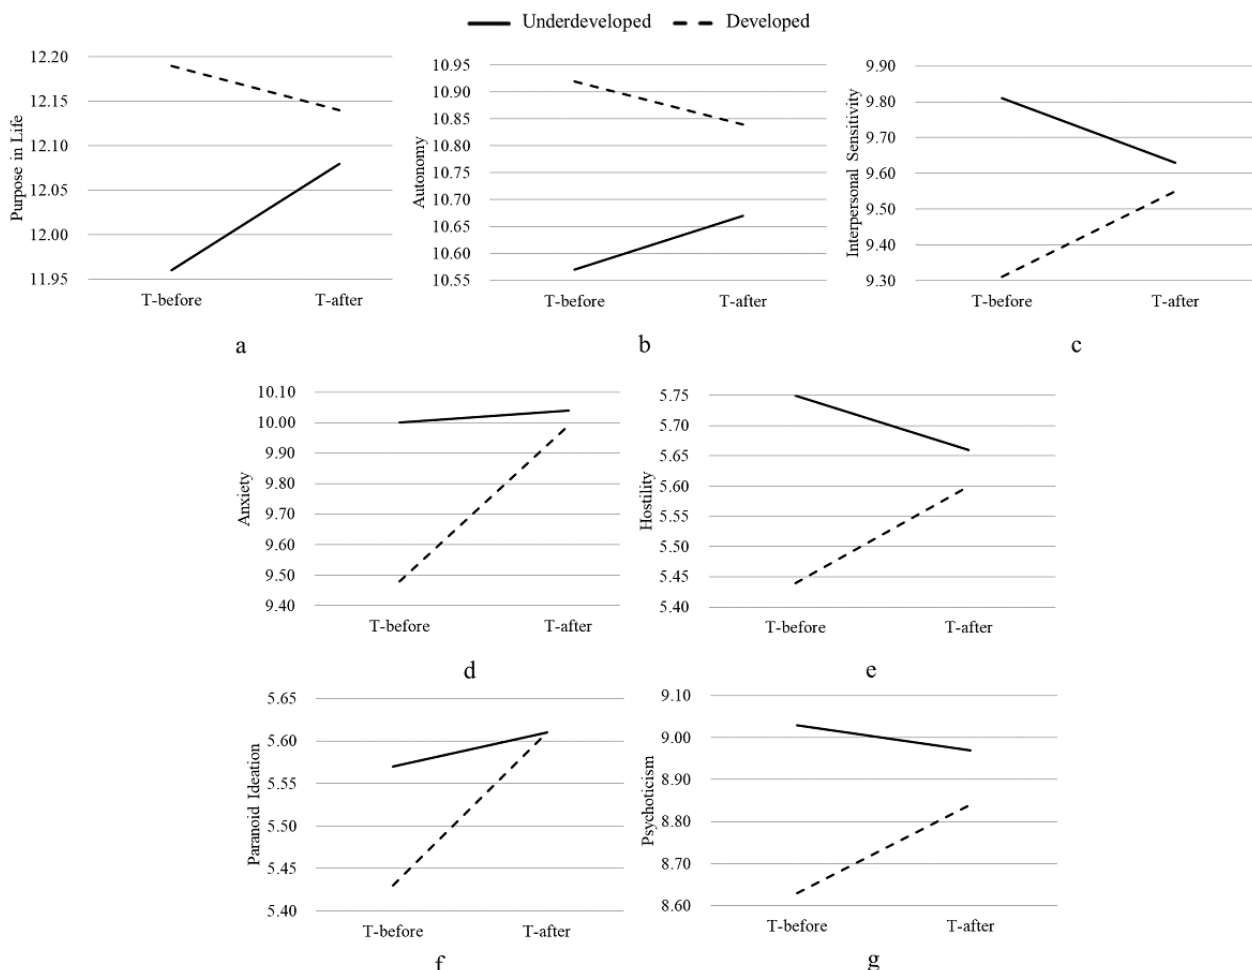 Underdeveloped Developed
12.20
12.15
12.10
12.05
12.00
11.95
Purpose in Life
T-before T-after
a
10.95
10.90
10.85
10.80
10.75
10.70
10.65
10.60
10.55
Autonomy
T-before T-after
b
9.90
9.80
9.70
9.60
9.50
9.40
9.30
Interpersonal Sensitivity
T-before T-after
c
10.10
10.00
9.90
9.80
9.70
9.60
9.50
9.40
Anxiety
T-before T-after
d
5.75
5.70
5.65
5.60
5.55
5.50
5.45
5.40
Hostility
T-before T-after
e
5.65
5.60
5.55
5.50
5.45
5.40
Paranoid Ideation
T-before T-after
f
9.10
9.00
8.90
8.80
8.70
8.60
Psychoticism
T-before T-after
g